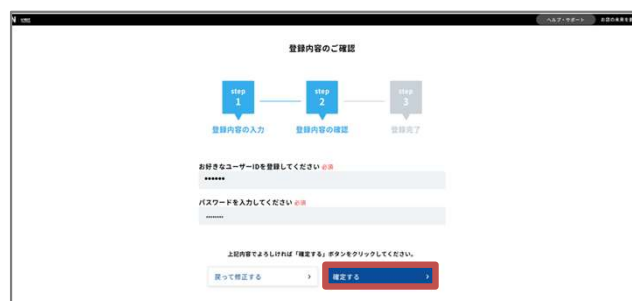 ヘルプ・サポート
登録内容のご確認
step
1
step
2
step
3
登録内容の入力
登録内容の確認
登録完了
お好きなユーザーIDを登録してください 必須
••••••
パスワードを入力してください 必須
••••••••
上記内容でよろしければ「確定する」ボタンをクリックしてください。
戻って修正する >
確定する >